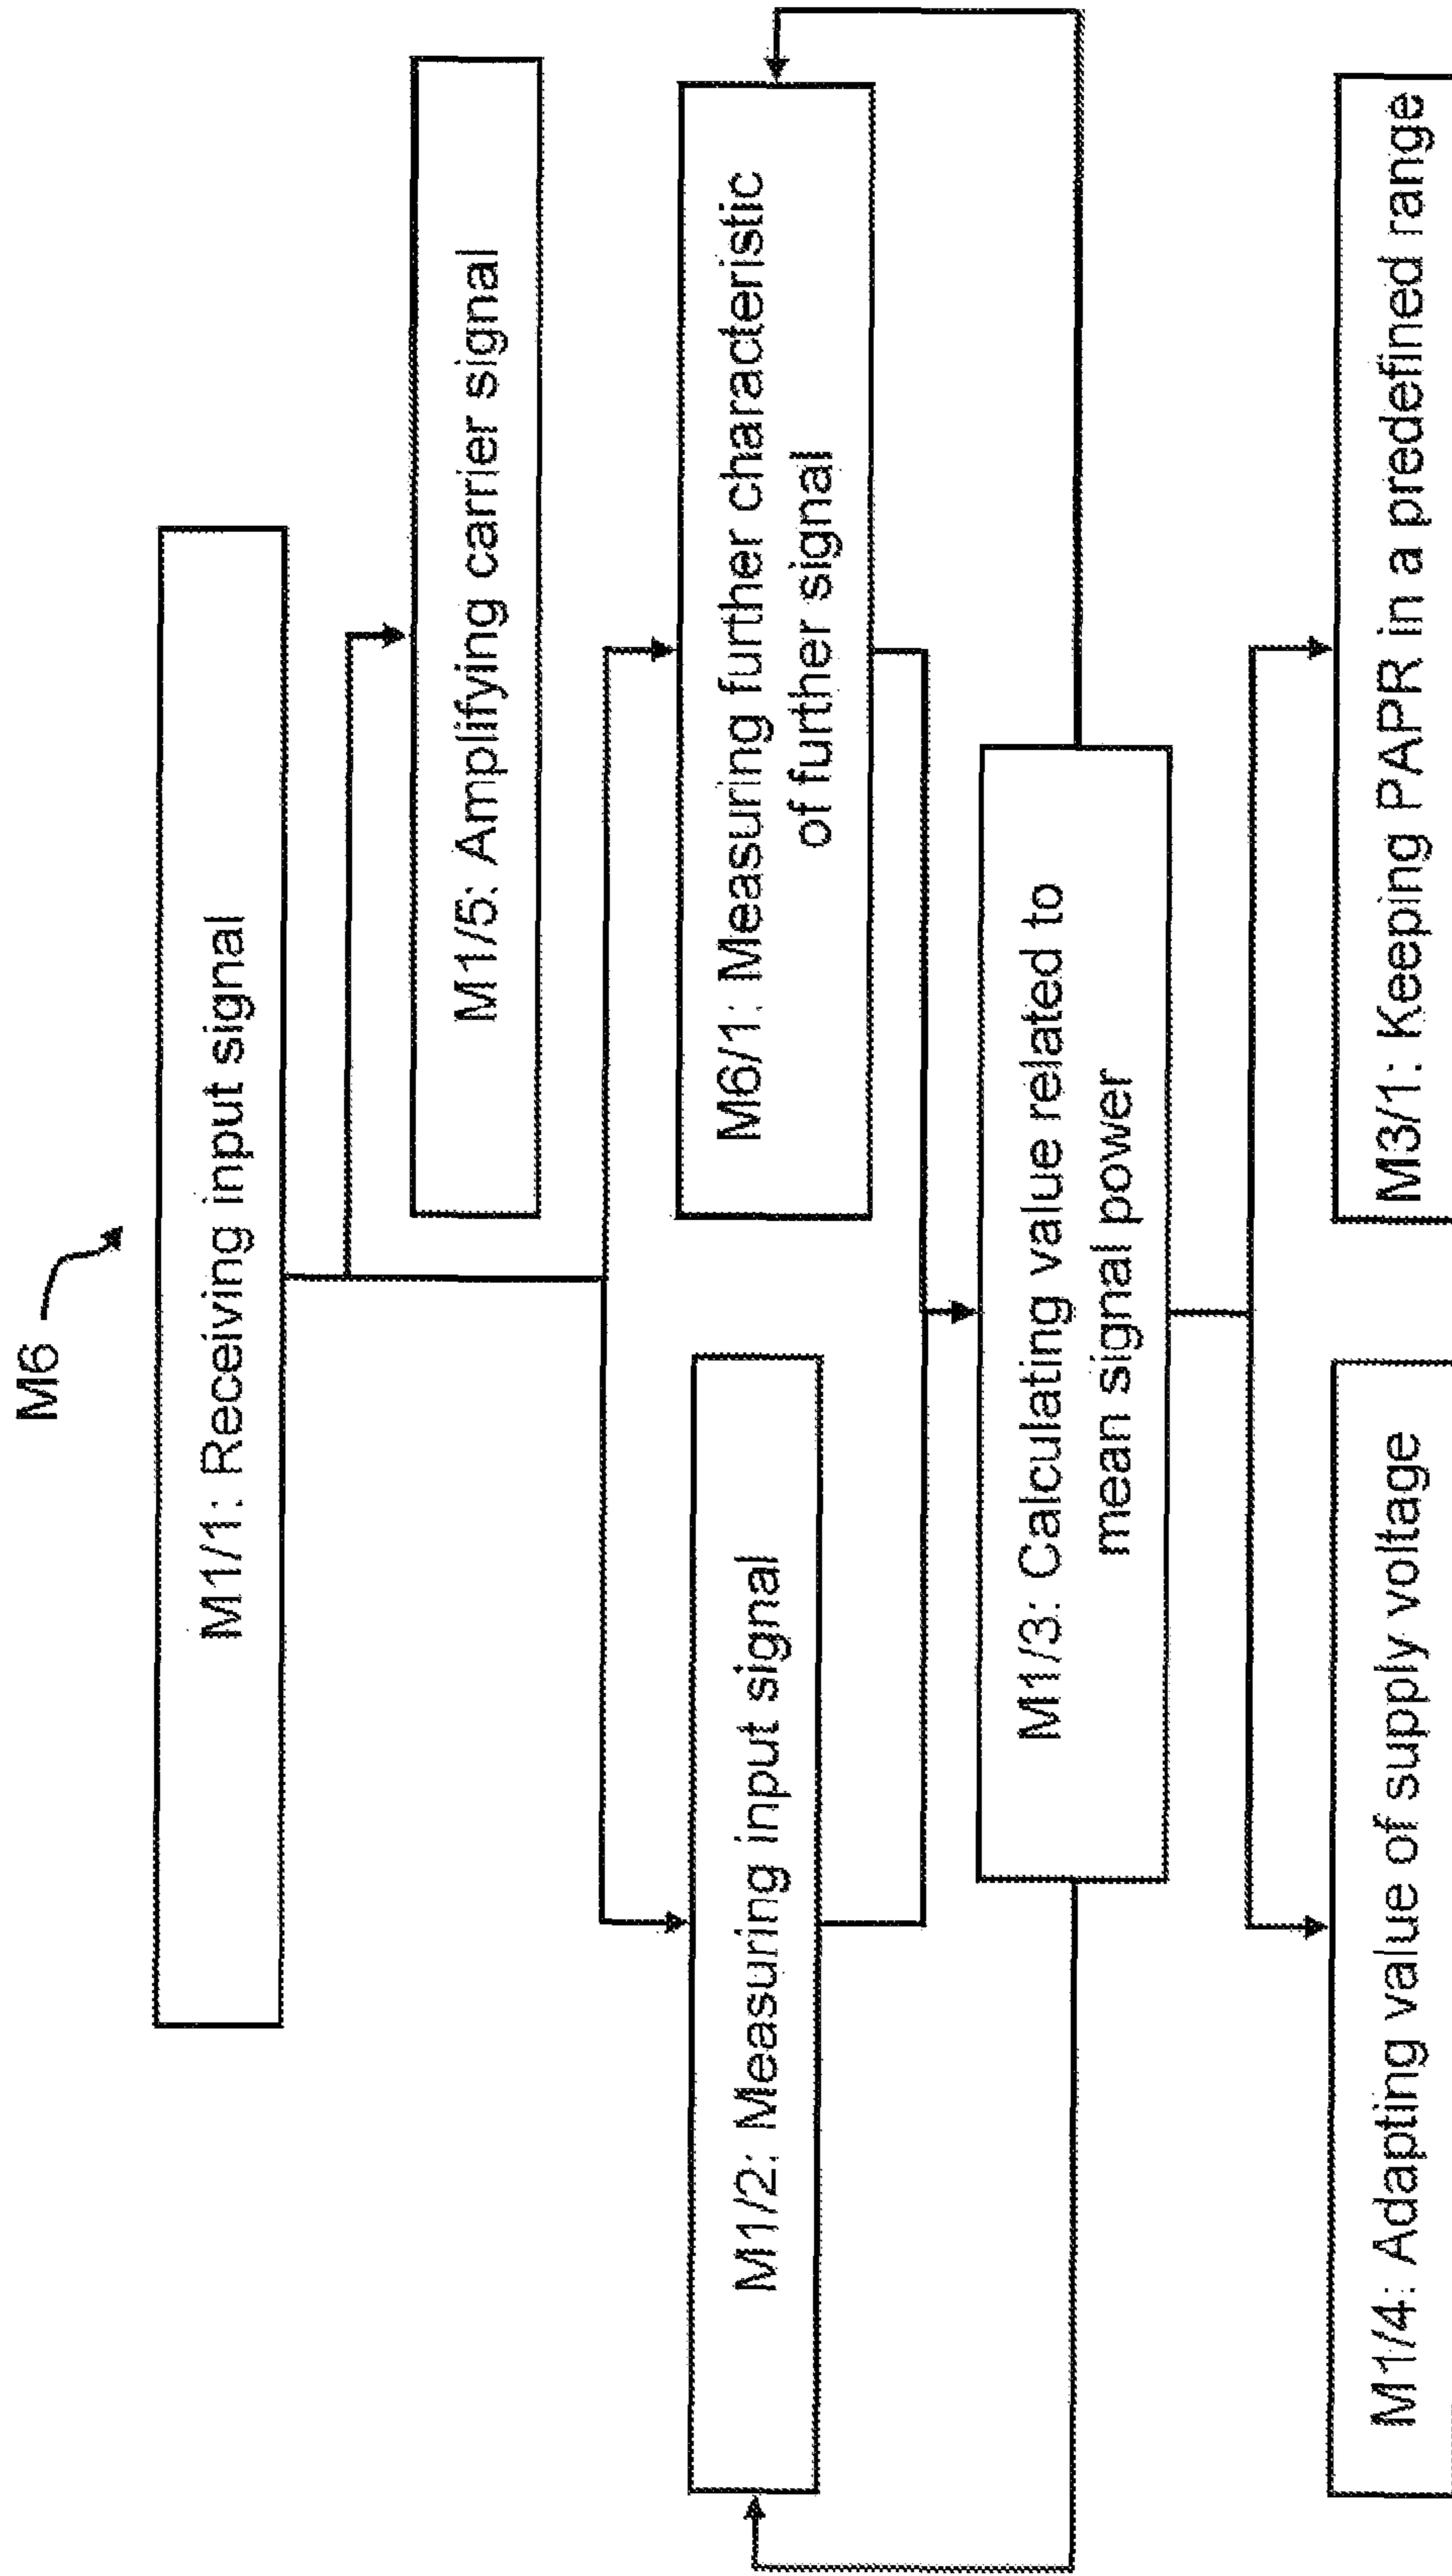 M6
M1/1: Receiving input signal
M1/5: Amplifying carrier signal
M1/2: Measuring input signal
M6/1: Measuring further characteristic
of further signal
M1/3: Calculating value related to
mean signal power
M1/4: Adapting value of supply voltage
M3/1: Keeping PAPR in a predefined range